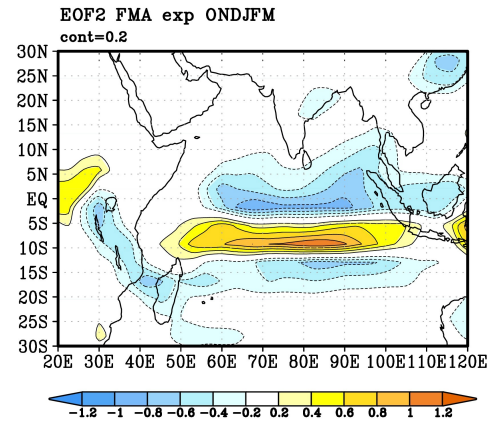 EOF2 FMA exp ONDJFM
cont=0.2
30N
25N
20N
15N
10N
5N
EQ
5S
10S
15S
20S
25S
30S
20E 30E 40E 50E 60E 70E 80E 90E 100E 110E 120E
-1.2 -1 -0.8 -0.6 -0.4 -0.2 0.2 0.4 0.6 0.8 1 1.2